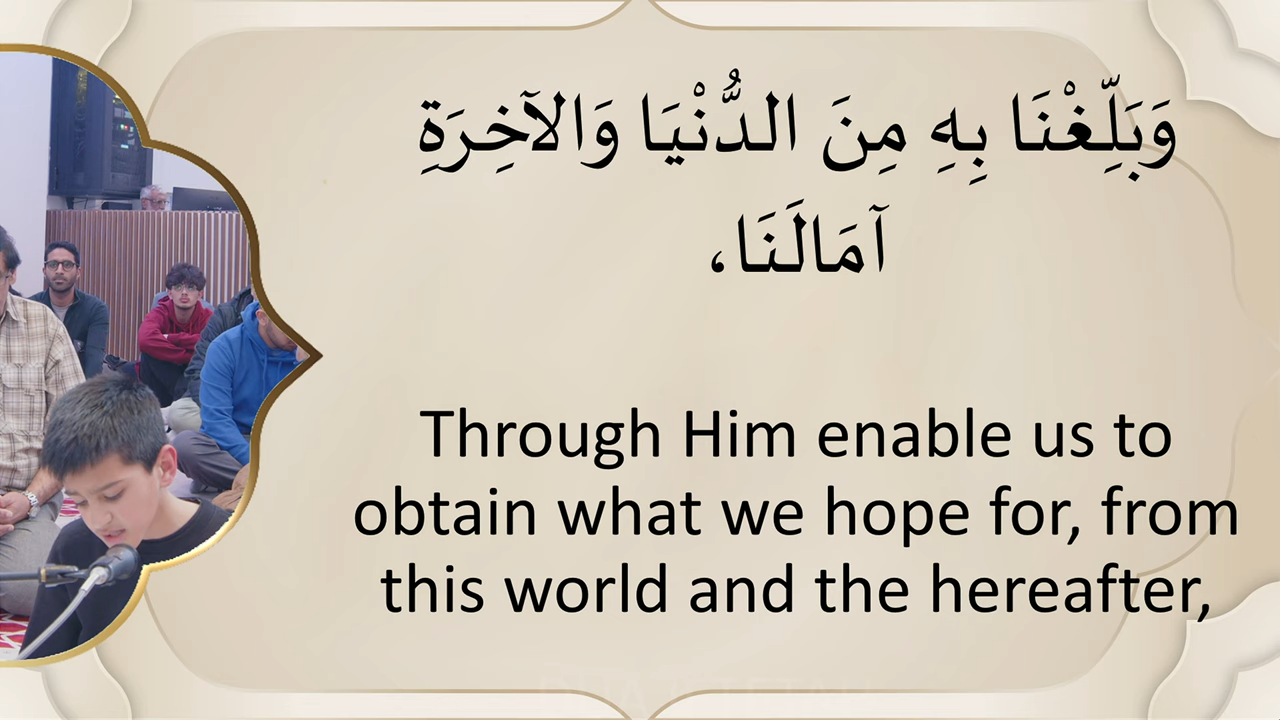 وَبَلِّغْنَا بِهِ مِنَ الدُّنْيَا وَالآخِرَةِ
آمَالَنَا،
Through Him enable us to
obtain what we hope for, from
this world and the hereafter,